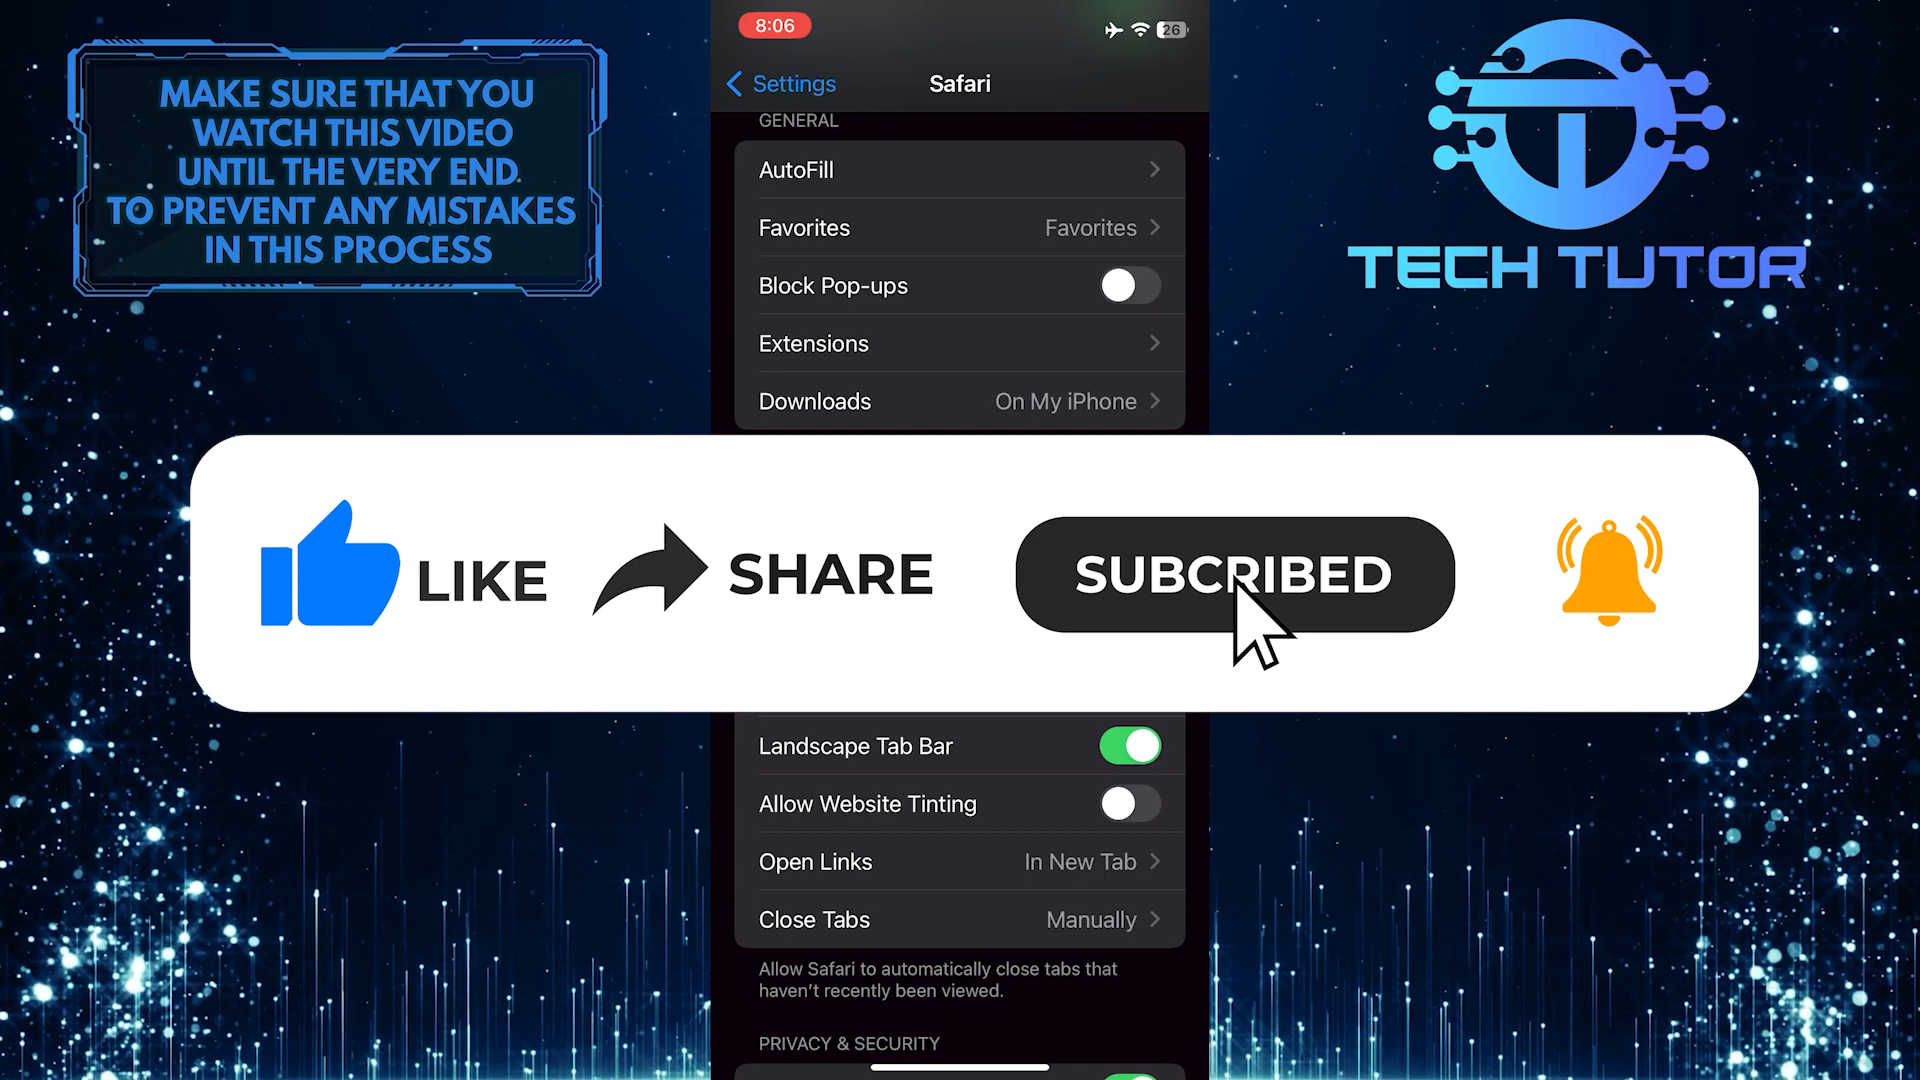 MAKE SURE THAT YOU
WATCH THIS VIDEO
UNTIL THE VERY END
TO PREVENT ANY MISTAKES
IN THIS PROCESS
8:06
26
Settings
Safari
TECH TUTOR
GENERAL
AutoFill
Favorites Favorites
Block Pop-ups
Extensions
Downloads On My iPhone
LIKE
SHARE
SUBCRIBED
Landscape Tab Bar
Allow Website Tinting
Open Links In New Tab
Close Tabs Manually
Allow Safari to automatically close tabs that
haven't recently been viewed.
PRIVACY & SECURITY